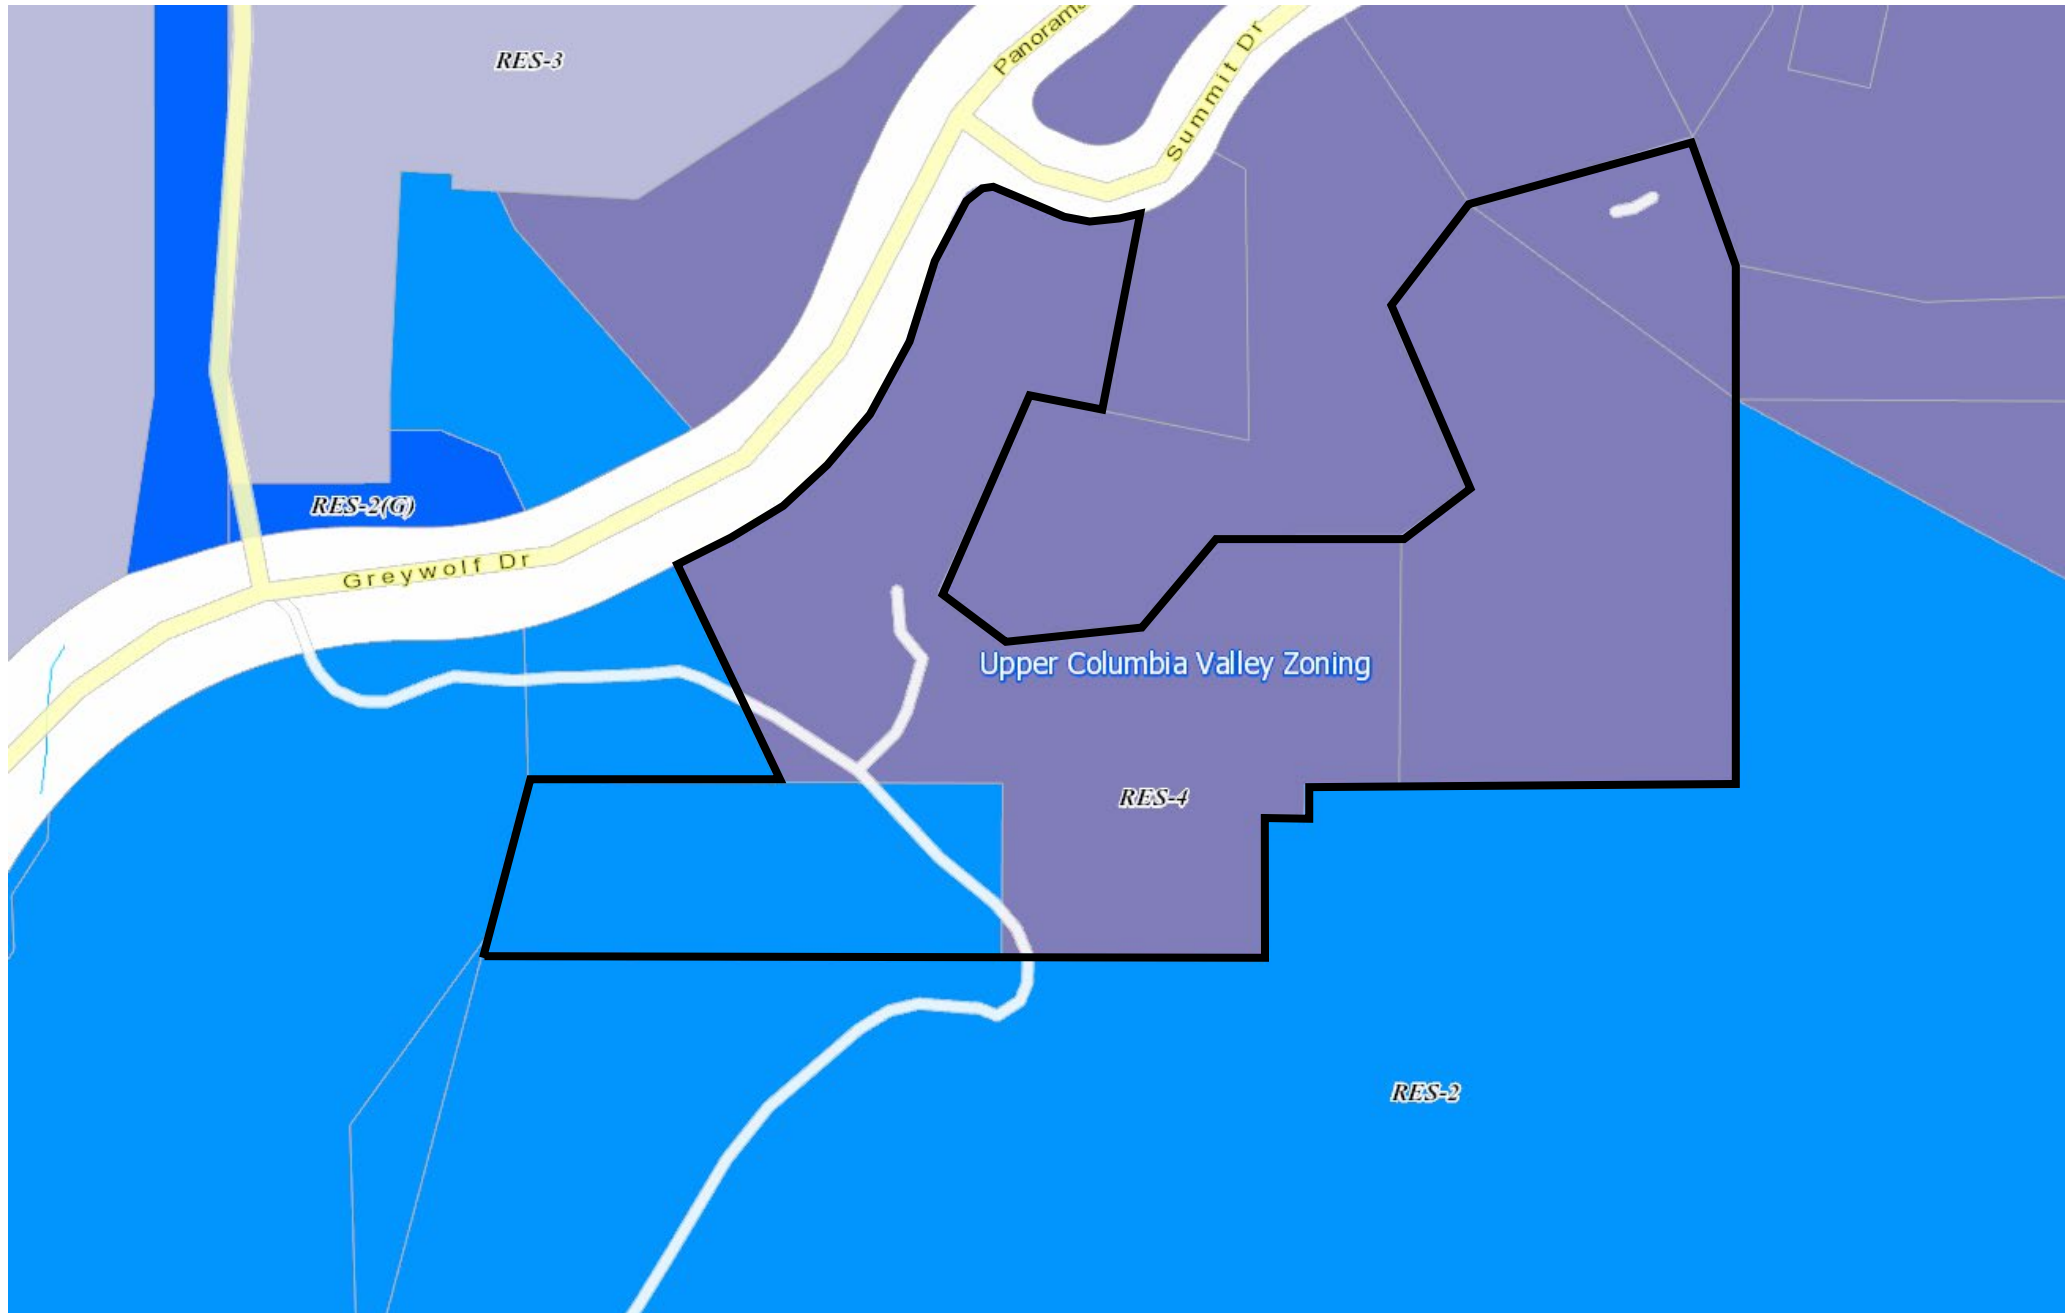 RES-3
Panorama
Summit Dr
RES-2(G)
Greywolf Dr
Upper Columbia Valley Zoning
RES-4
RES-2